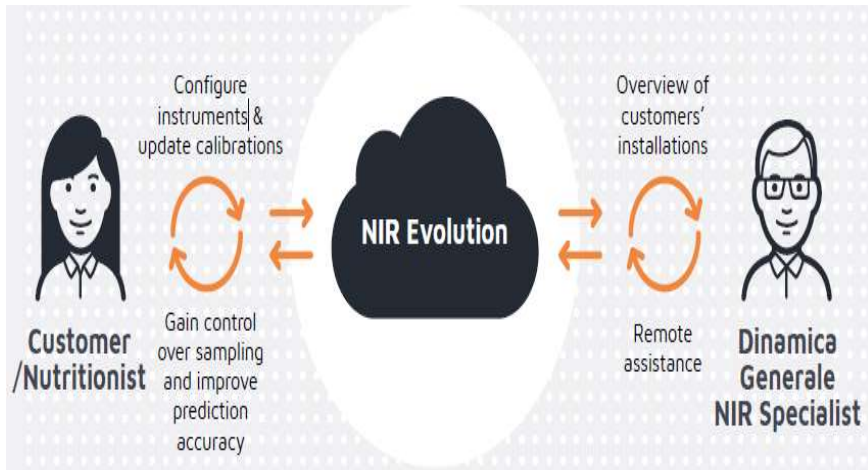 Configure
instruments &
update calibrations
Gain control
over sampling
and improve
prediction
accuracy
Customer
/Nutritionist
NIR Evolution
Overview of
customers'
installations
Remote
assistance
Dinamica
Generale
NIR Specialist